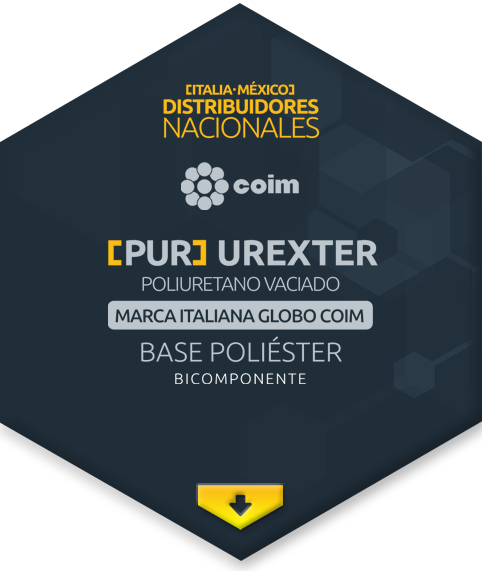 [ITALIA·MÉXICO]
DISTRIBUIDORES
NACIONALES
coim
[PUR] UREXTER
POLIURETANO VACIADO
MARCA ITALIANA GLOBO COIM
BASE POLIÉSTER
BICOMPONENTE